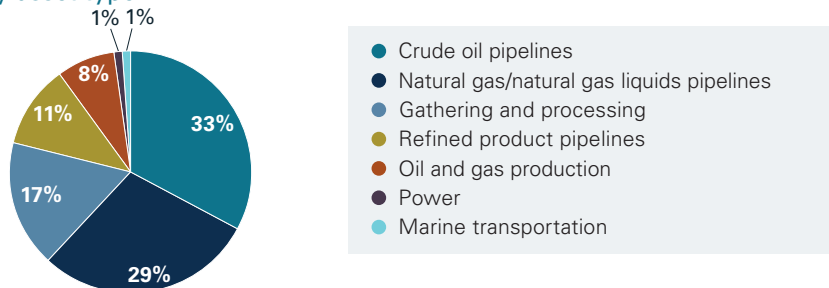 1% 1%
8%
11%
33%
17%
29%
Crude oil pipelines
Natural gas/natural gas liquids pipelines
Gathering and processing
Refined product pipelines
Oil and gas production
Power
Marine transportation